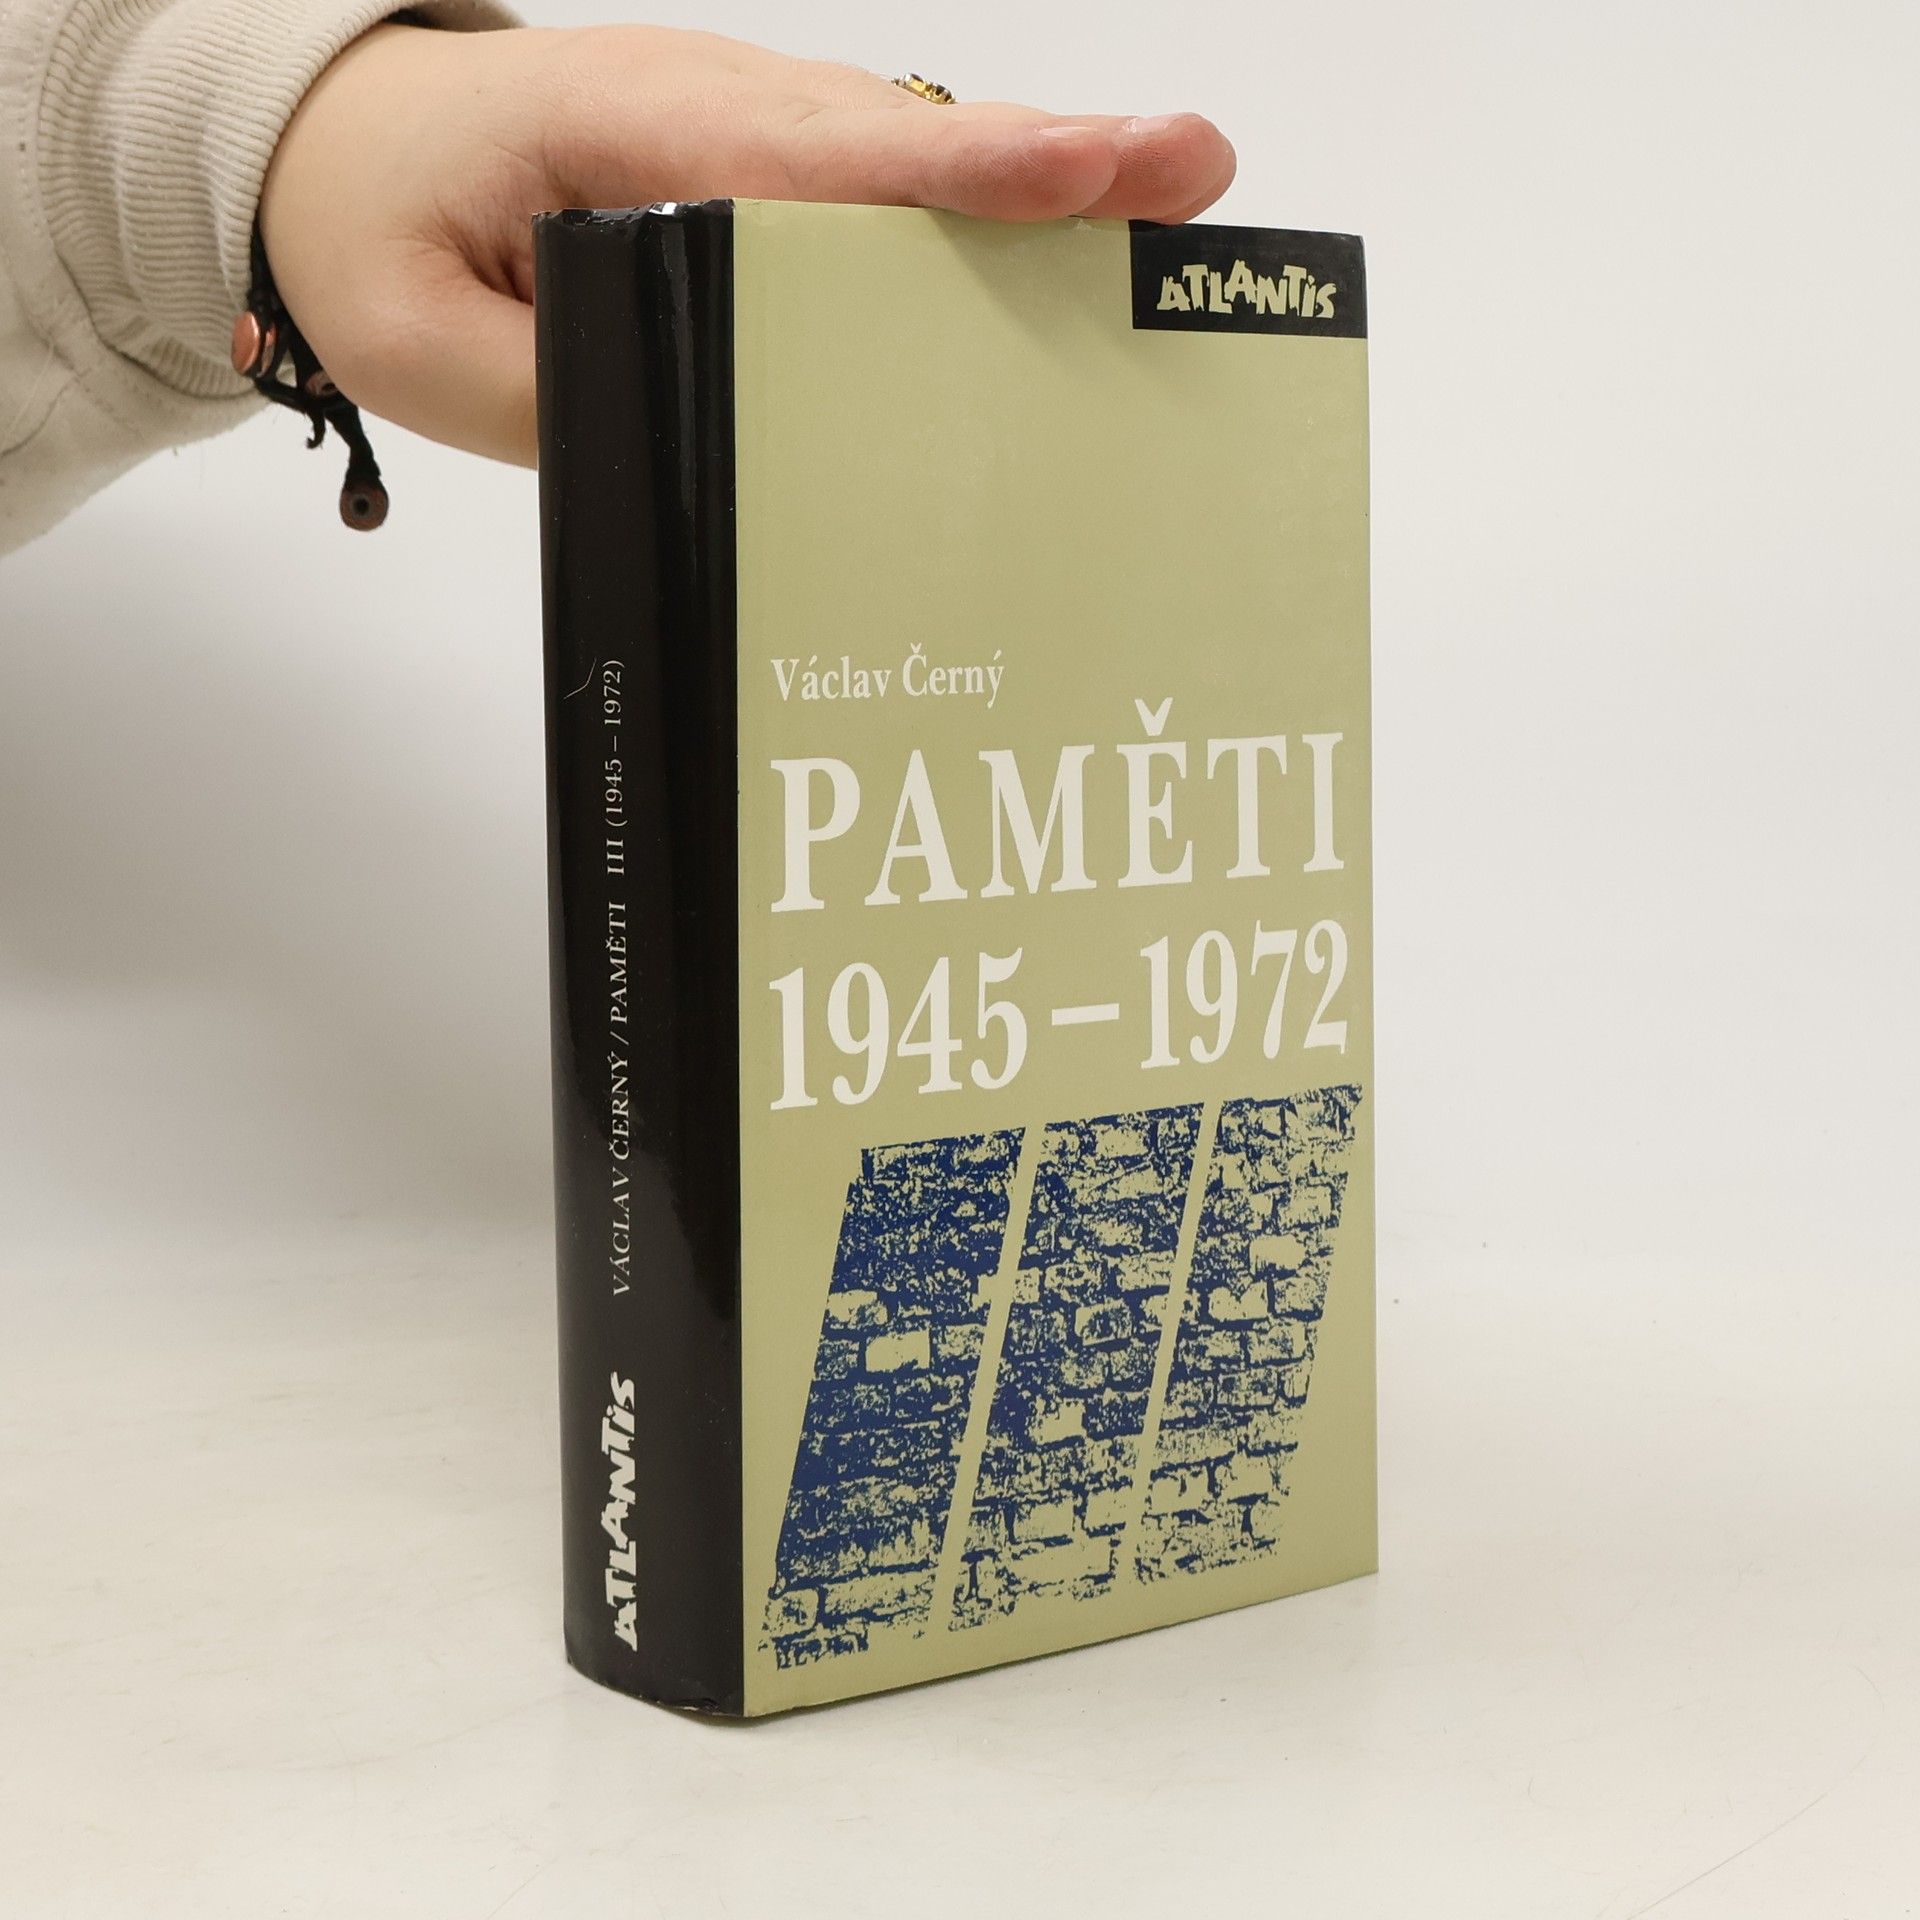 ATLANTIS
Václav Černý
PAMĚTI
1945–1972
VÁCLAV ČERNÝ / PAMĚTI III (1945–1972)
ATLANTIS